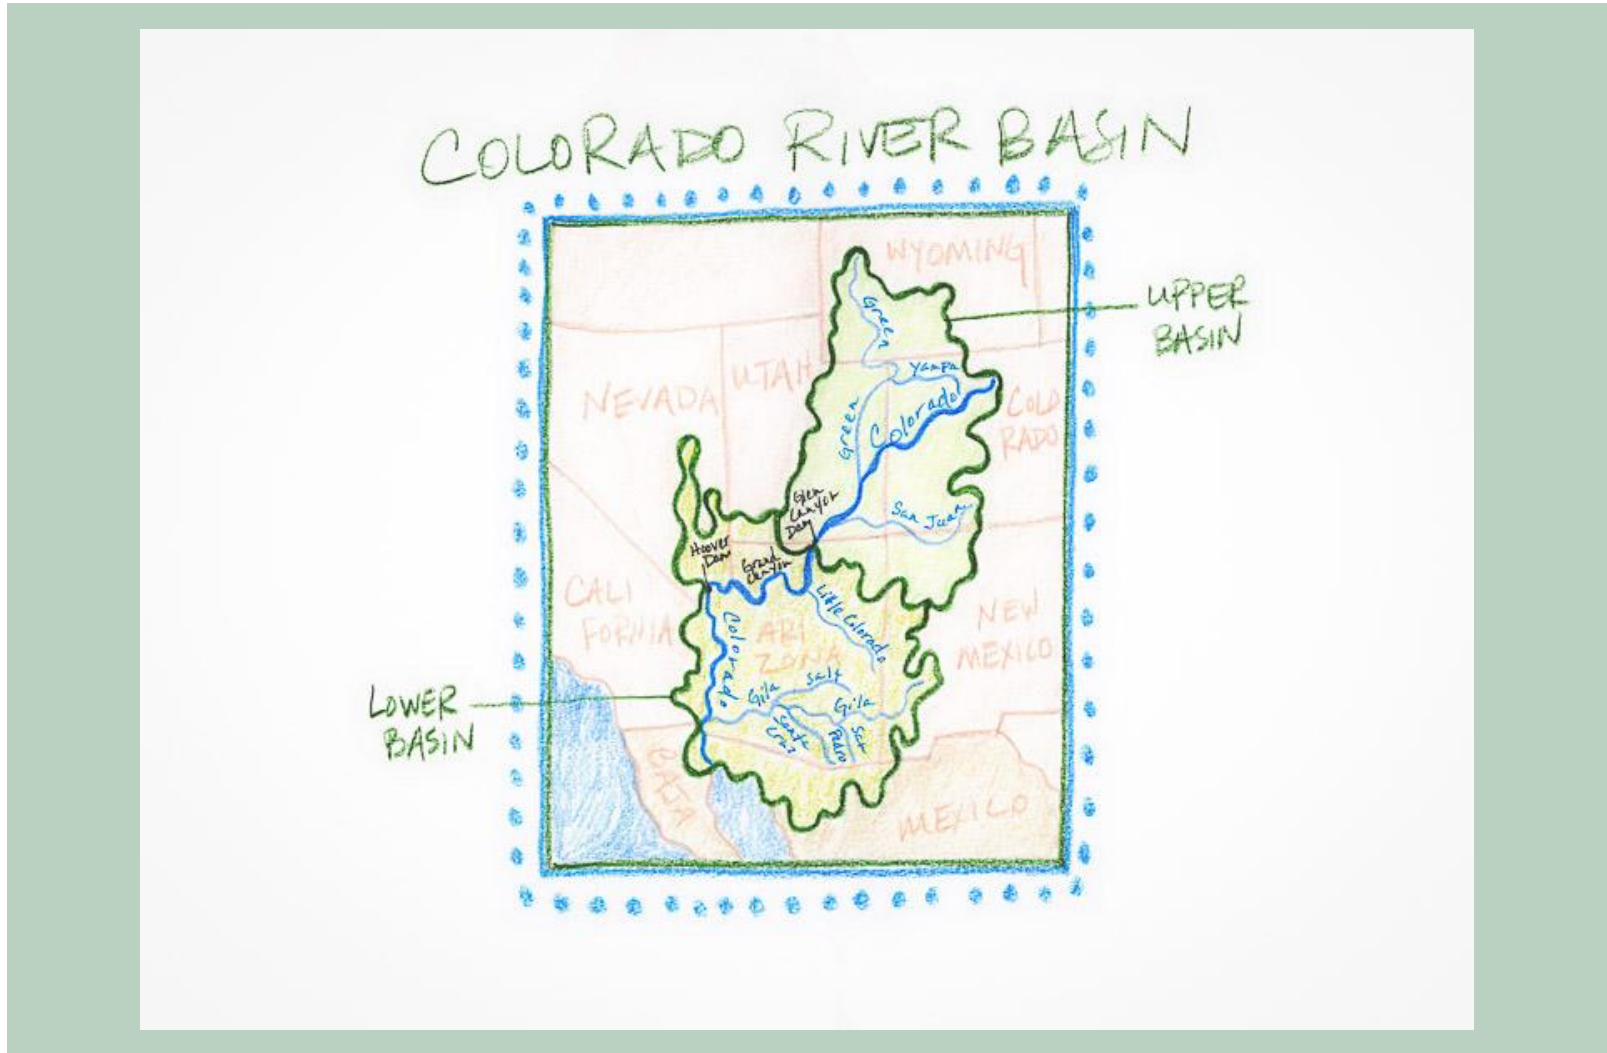 COLORADO RIVER BASIN
WYOMING
UPPER
BASIN
Green
Yampa
UTAH
NEVADA
Colorado
Green
COLO
RADO
Glen
Canyon
Dam
San Juan
Hoover
Dam
Grand
Canyon
CALI
FORNIA
Little Colorado
Colorado
ARI
ZONA
NEW
MEXICO
LOWER
BASIN
Salt
Gila
Gila
Santa
Cruz
San
Pedro
BAJA
MEXICO